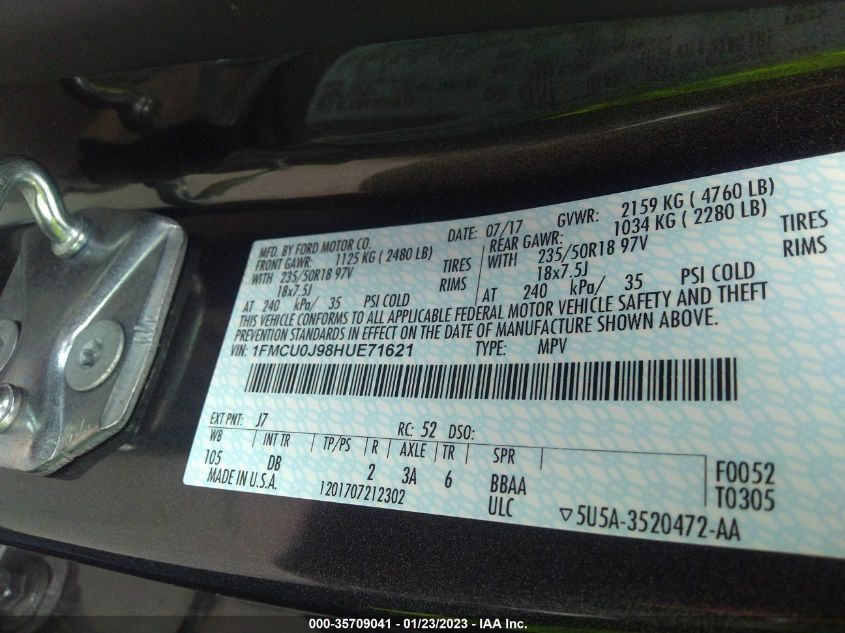 MFD. BY FORD MOTOR CO. DATE: 07/17 GVWR: 2159 KG ( 4760 LB)
FRONT GAWR: 1125 KG ( 2480 LB) REAR GAWR: 1034 KG ( 2280 LB)
WITH 235/50R18 97V TIRES WITH 235/50R18 97V TIRES
18x7.5J RIMS 18x7.5J RIMS
AT 240 kPa/ 35 PSI COLD AT 240 kPa/ 35 PSI COLD
THIS VEHICLE CONFORMS TO ALL APPLICABLE FEDERAL MOTOR VEHICLE SAFETY AND THEFT
PREVENTION STANDARDS IN EFFECT ON THE DATE OF MANUFACTURE SHOWN ABOVE.
VIN: 1FMCU0J98HUE71621 TYPE: MPV
EXT PNT: J7 RC: 52 DSO:
WB INT TR TP/PS R AXLE TR SPR
105 DB 2 3A 6 BBAA F0052
MADE IN U.S.A. 1201707212302 ULC T0305
▽5U5A-3520472-AA
000-35709041 - 01/23/2023 - IAA Inc.